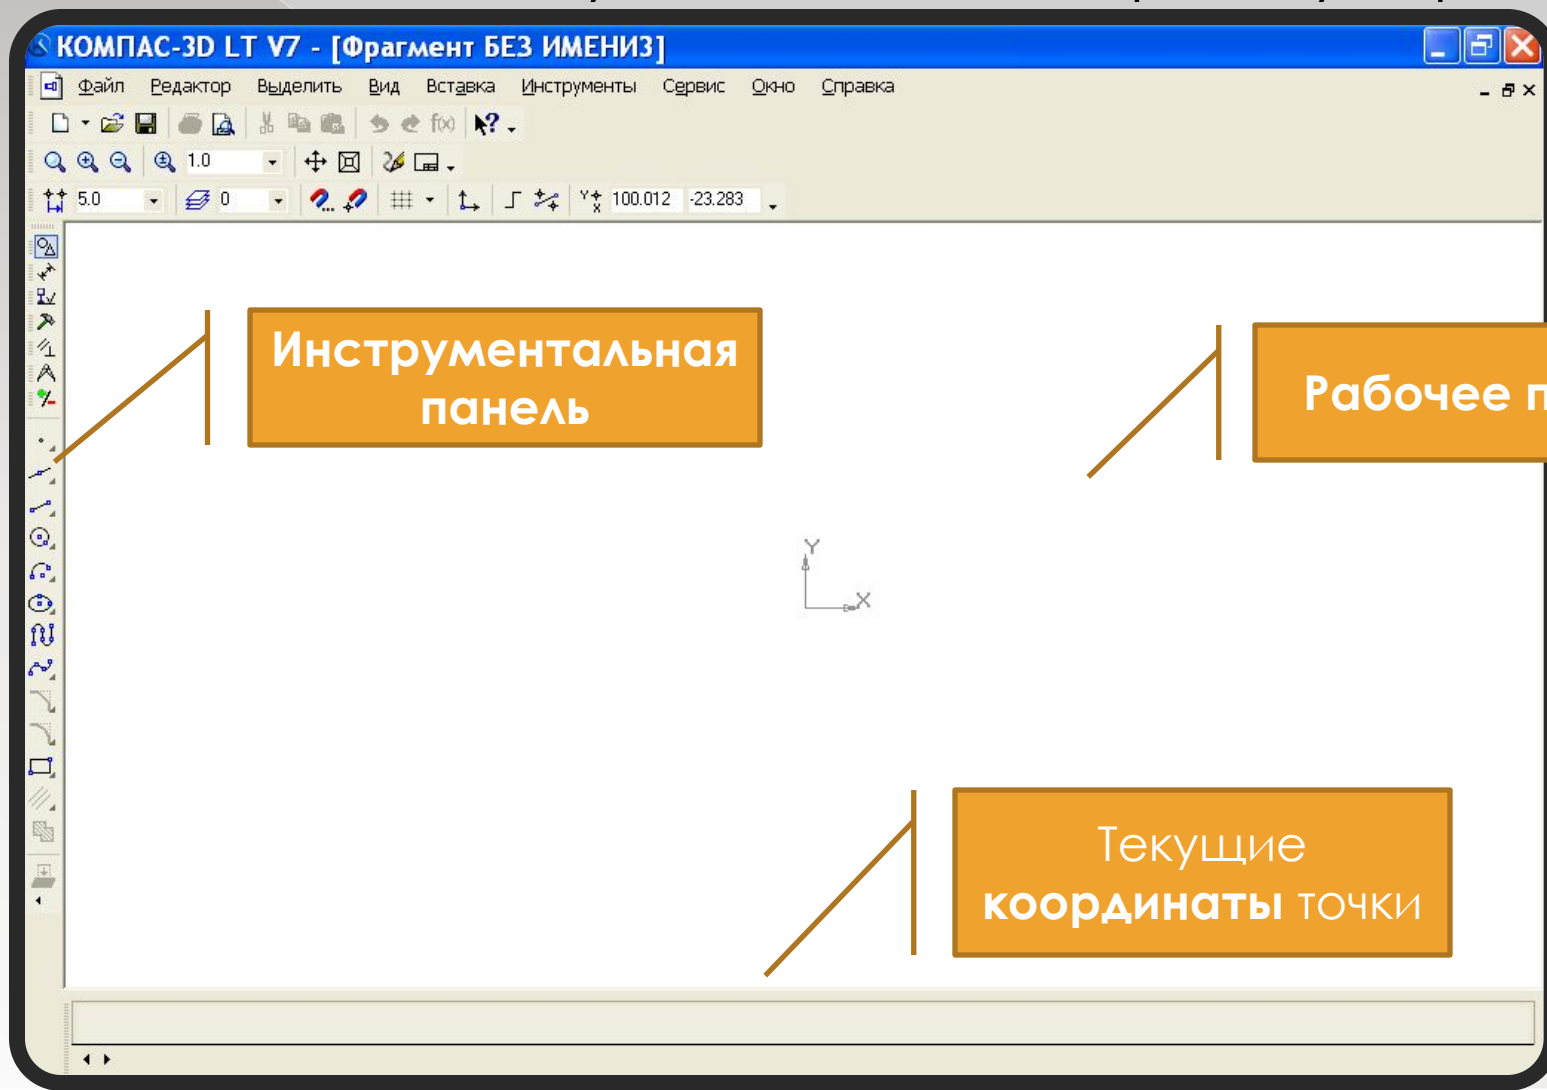 КОМПАС-3D LT V7 - [Фрагмент БЕЗ ИМЕНИ3]
Файл Редактор Выделить Вид Вставка Инструменты Сервис Окно Справка
f(x)
1.0
5.0 0 100.012 -23.283
Инструментальная
панель
Рабочее
Y
X
Текущие
координаты точки